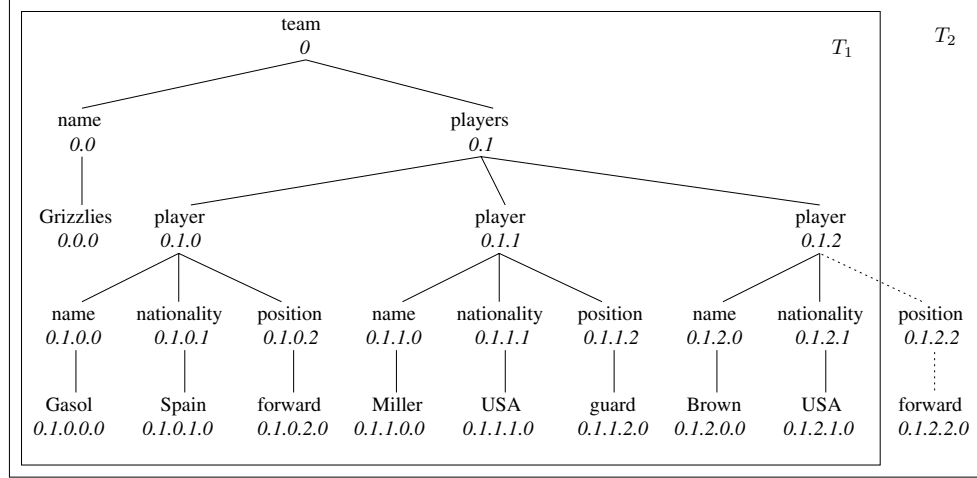 team
0
T1
T2
name
players
0.0
0.1
Grizzlies
player
player
player
0.0.0
0.1.0
0.1.1
0.1.2
name nationality position name nationality position name nationality position
0.1.0.0 0.1.0.1 0.1.0.2 0.1.1.0 0.1.1.1 0.1.1.2 0.1.2.0 0.1.2.1 0.1.2.2
Gasol Spain forward Miller USA guard Brown USA forward
0.1.0.0.0 0.1.0.1.0 0.1.0.2.0 0.1.1.0.0 0.1.1.1.0 0.1.1.2.0 0.1.2.0.0 0.1.2.1.0 0.1.2.2.0